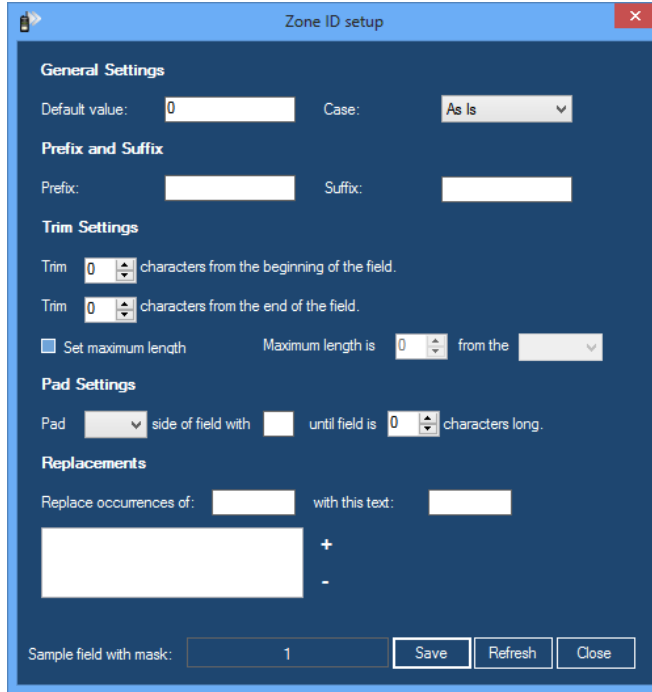 Zone ID setup
General Settings
Default value: 0 Case: As Is
Prefix and Suffix
Prefix: Suffix:
Trim Settings
Trim 0 characters from the beginning of the field.
Trim 0 characters from the end of the field.
Set maximum length Maximum length is 0 from the
Pad Settings
Pad side of field with until field is 0 characters long.
Replacements
Replace occurrences of: with this text:
+
-
Sample field with mask: 1 Save Refresh Close